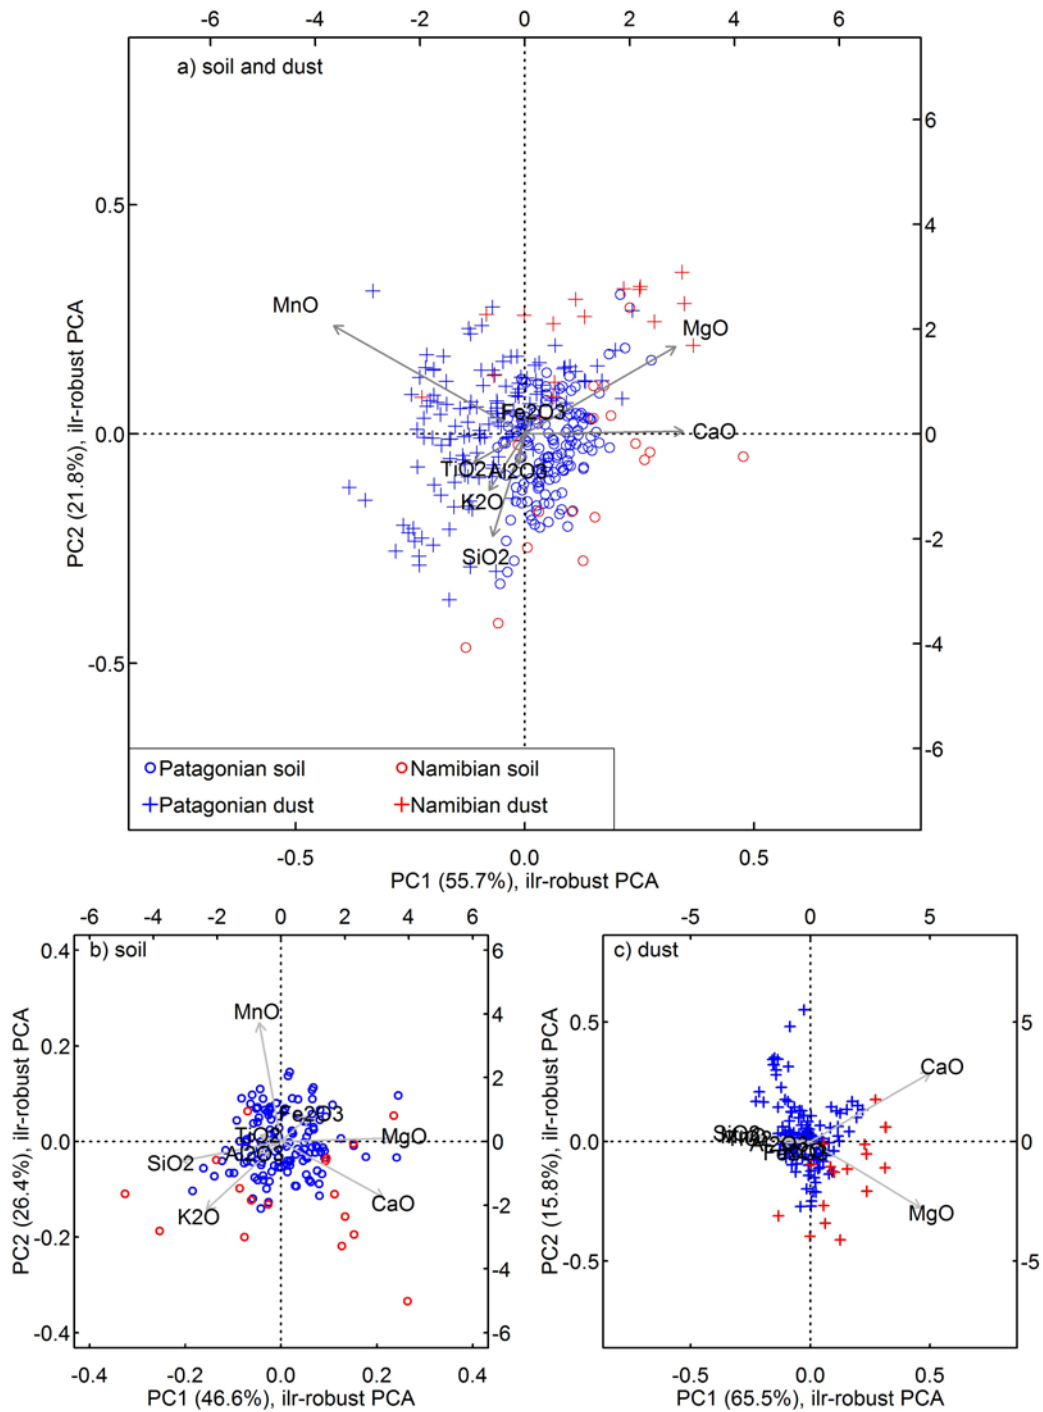 -6 -4 -2 0 2 4 6
a) soil and dust
6
0.5
4
MnO
2
MgO
Fe2O3
0.0
CaO
0
TiO2
Al2O3
K2O
-2
SiO2
-0.5
-4
-6
PC2 (21.8%), ilr-robust PCA
Patagonian soil
Namibian soil
Patagonian dust
Namibian dust
-0.5 0.0 0.5
PC1 (55.7%), ilr-robust PCA
-6 -4 -2 0 2 4 6
b) soil
0.4
6
MnO
4
0.2
2
Fe2O3
TiO2
MgO
0.0
0
Al2O3
SiO2
CaO
K2O
-2
-0.2
-4
-0.4
-6
PC2 (26.4%), ilr-robust PCA
-0.4 -0.2 0.0 0.2 0.4
PC1 (46.6%), ilr-robust PCA
-5 0 5
c) dust
0.5
5
CaO
SiO2
0.0
0
MgO
-0.5
-5
PC2 (15.8%), ilr-robust PCA
-0.5 0.0 0.5
PC1 (65.5%), ilr-robust PCA